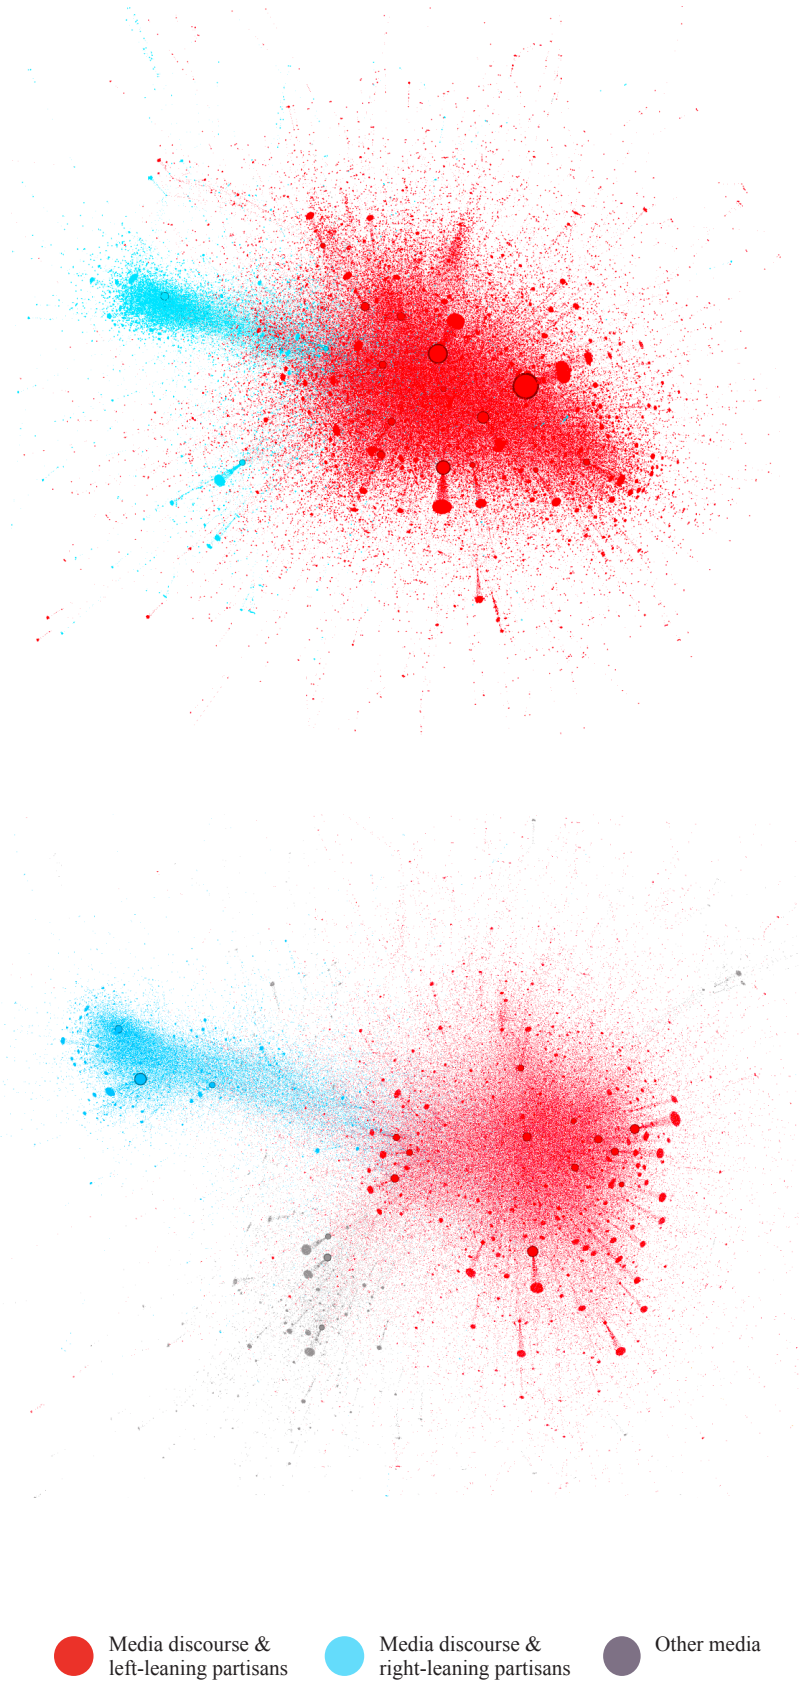 Media discourse &
left-leaning partisans
Media discourse &
right-leaning partisans
Other media